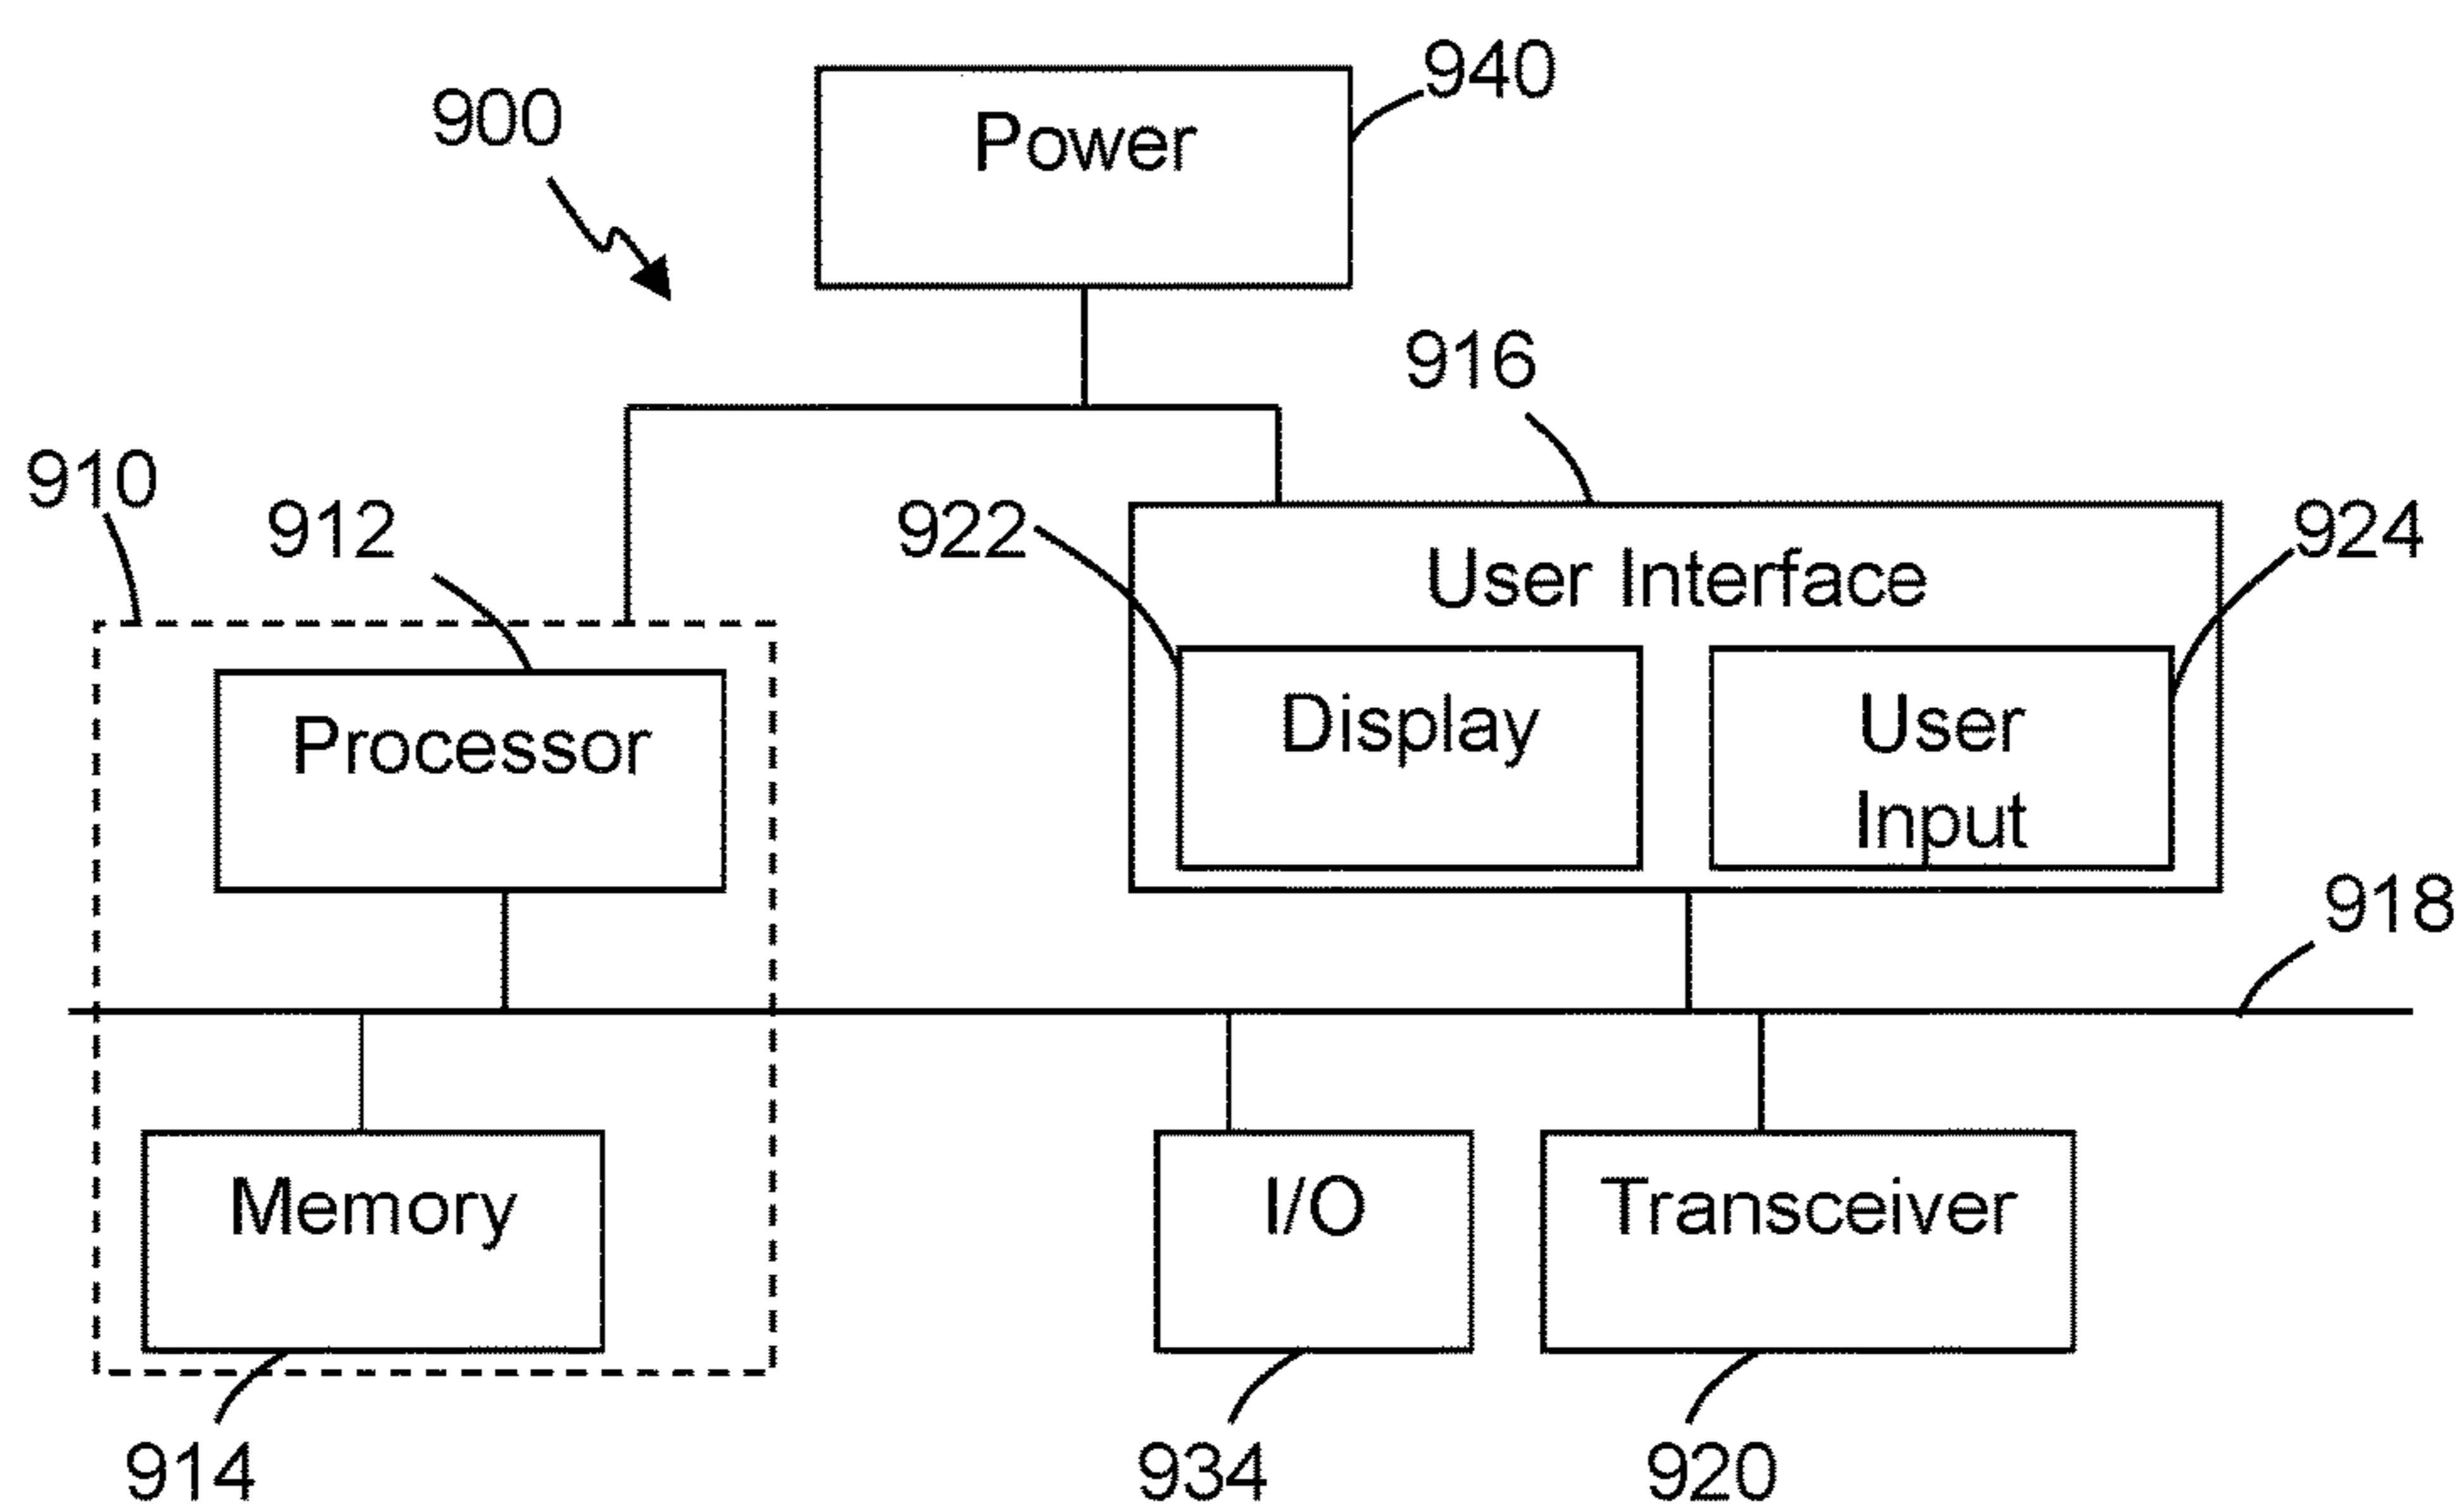 940
Power
900
916
910
912
922
924
User Interface
Processor
Display
User
Input
918
Memory
I/O
Transceiver
914
934
920